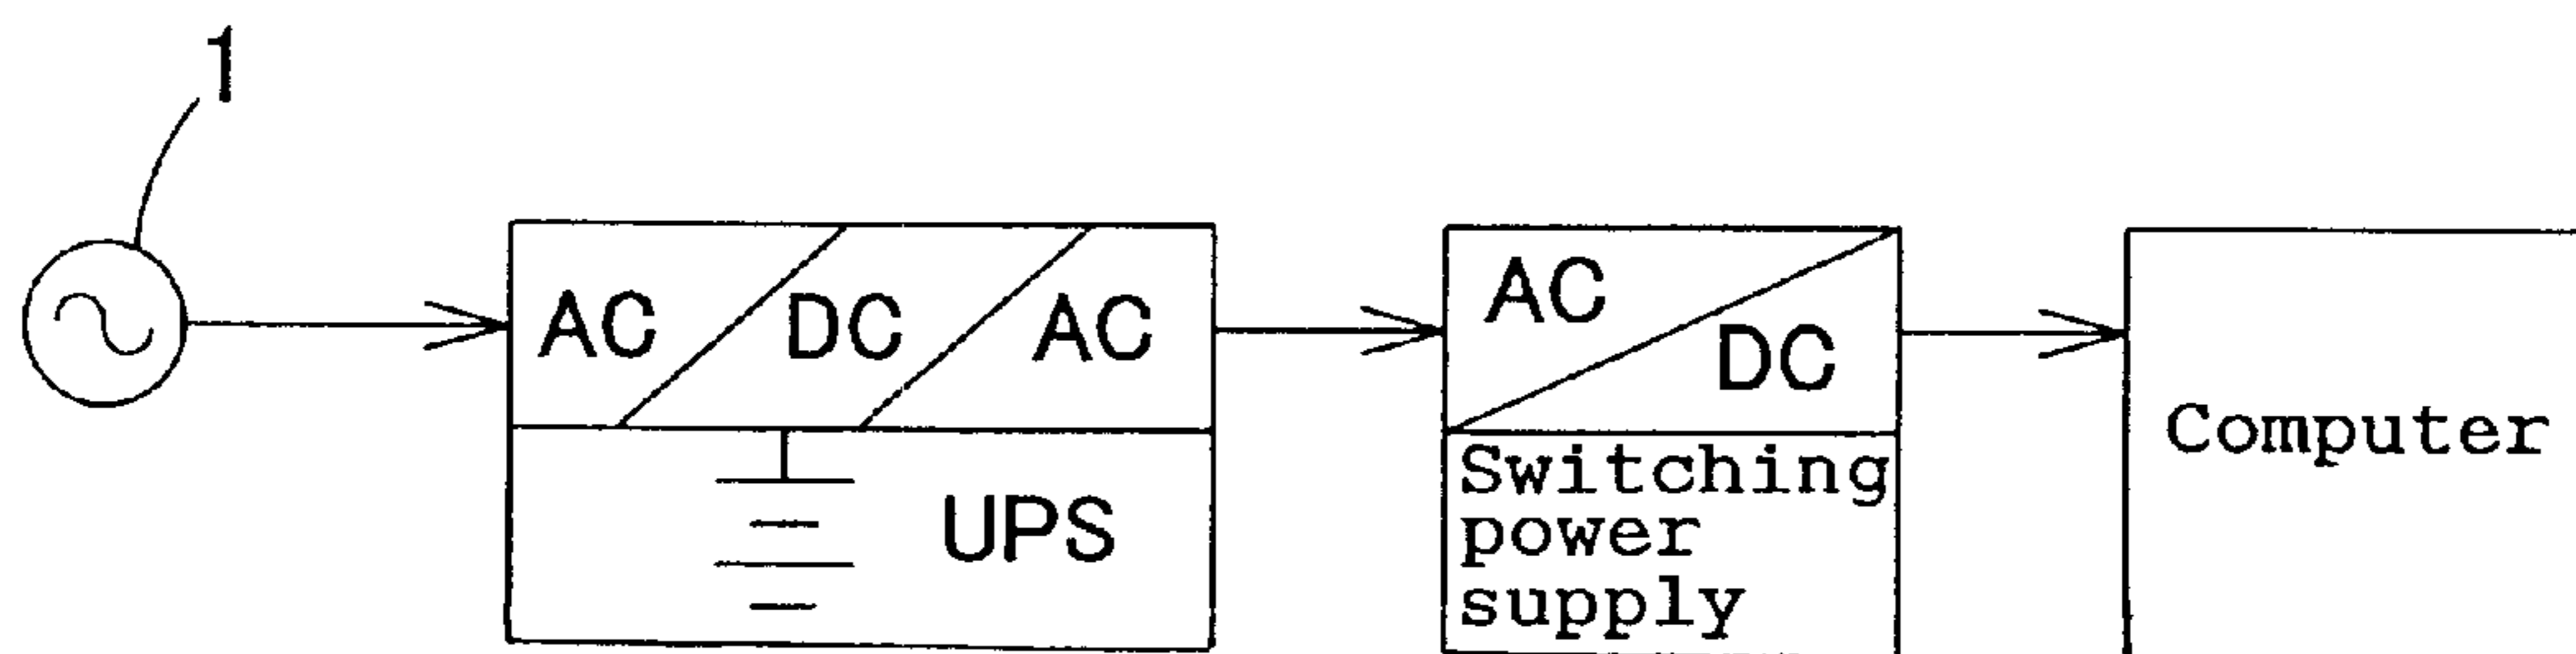 1
AC DC AC
UPS
AC
DC
Switching
power
supply
Computer